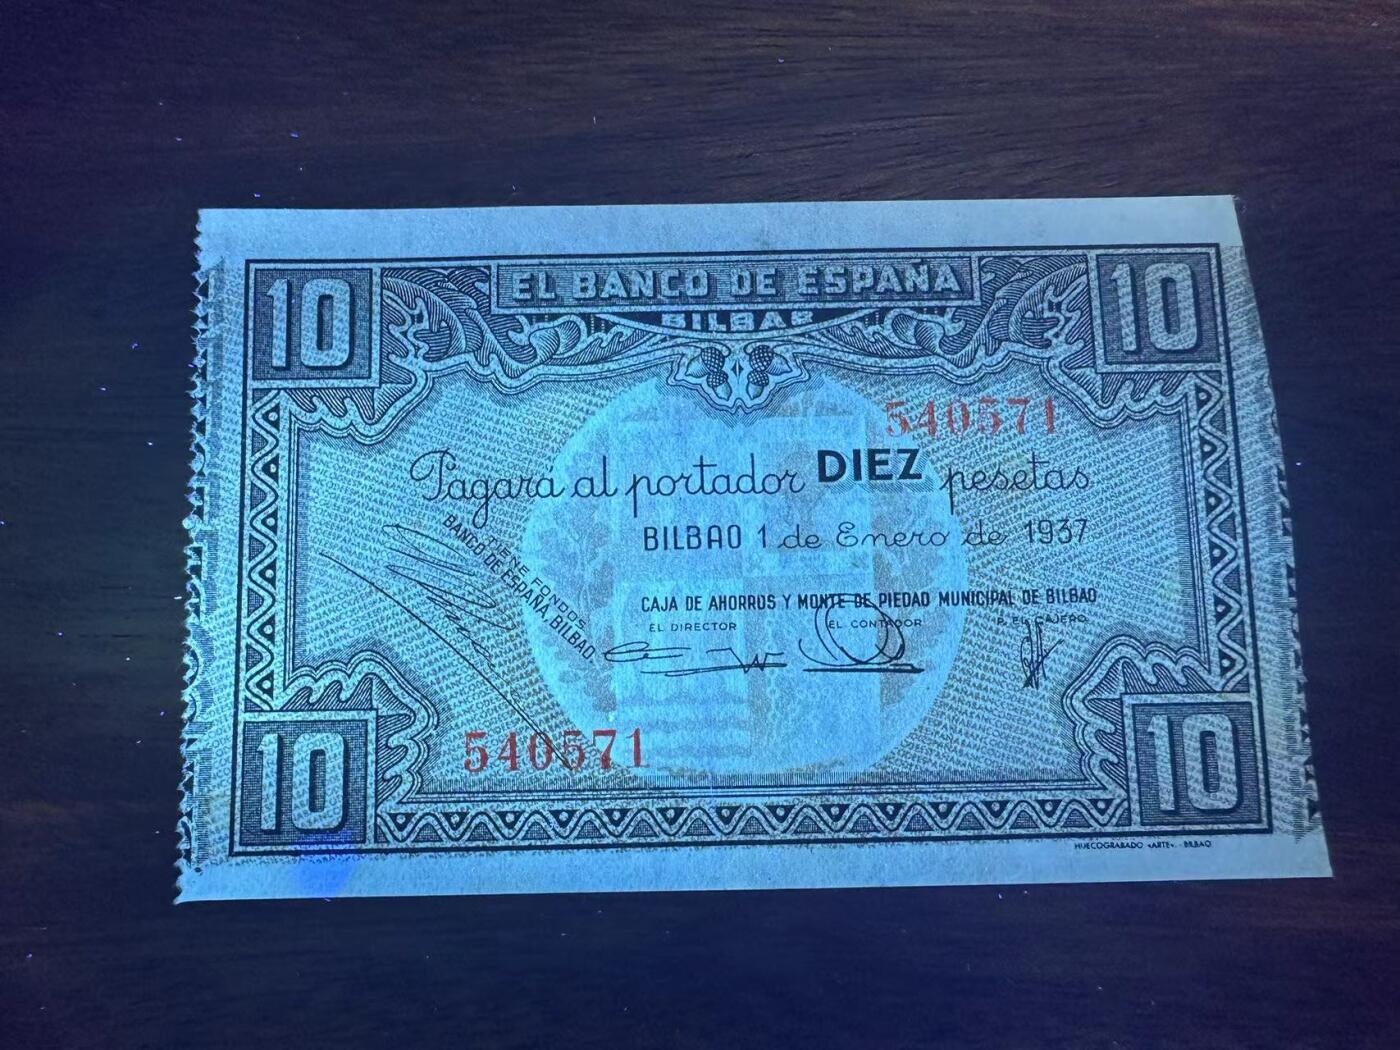 10 EL BANCO DE ESPAÑA 10
BILBAO
540571
Pagará al portador DIEZ pesetas
BILBAO 1 de Enero de 1937
TIENE FONDOS
BANCO DE ESPAÑA, BILBAO.
CAJA DE AHORROS Y MONTE DE PIEDAD MUNICIPAL DE BILBAO
EL DIRECTOR EL CONTADOR P. EL CAJERO
540571
10 10
HUECOGRABADO «ARTE». - BILBAO